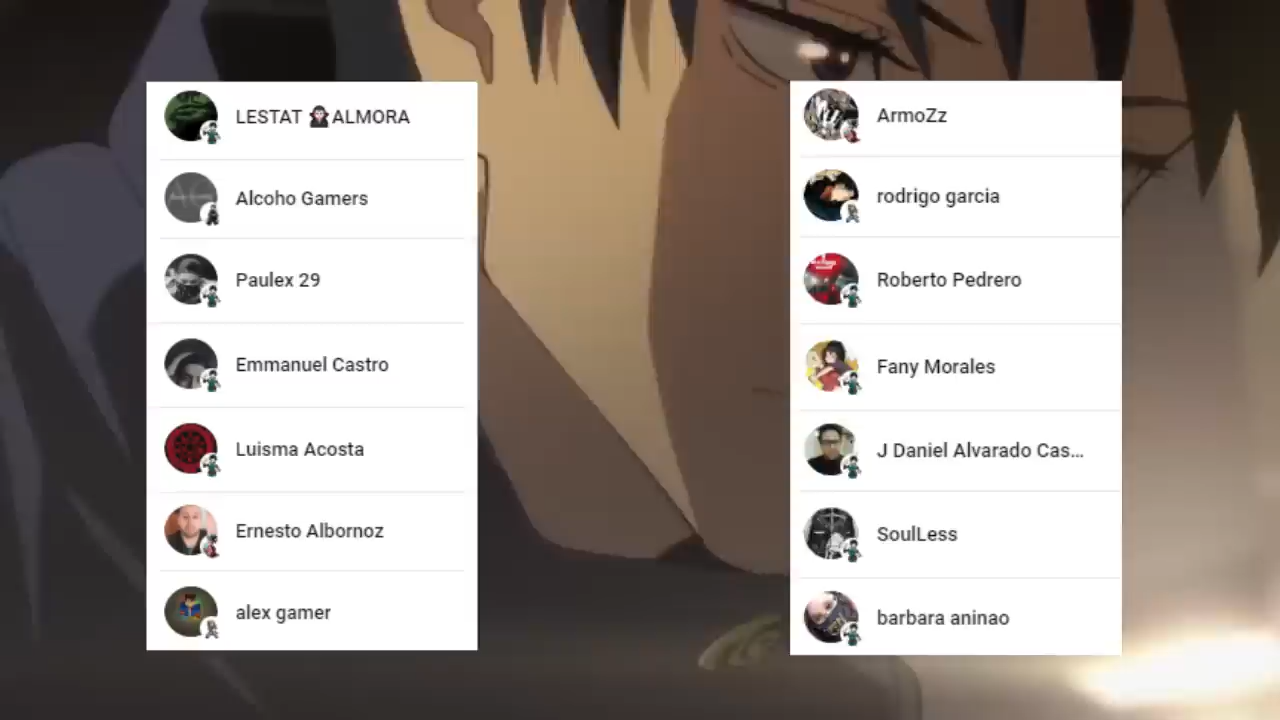 LESTAT 🧛ALMORA
Alcoho Gamers
Paulex 29
Emmanuel Castro
Luisma Acosta
Ernesto Albornoz
alex gamer
ArmoZz
rodrigo garcia
Roberto Pedrero
Fany Morales
J Daniel Alvarado Cas...
SoulLess
barbara aninao